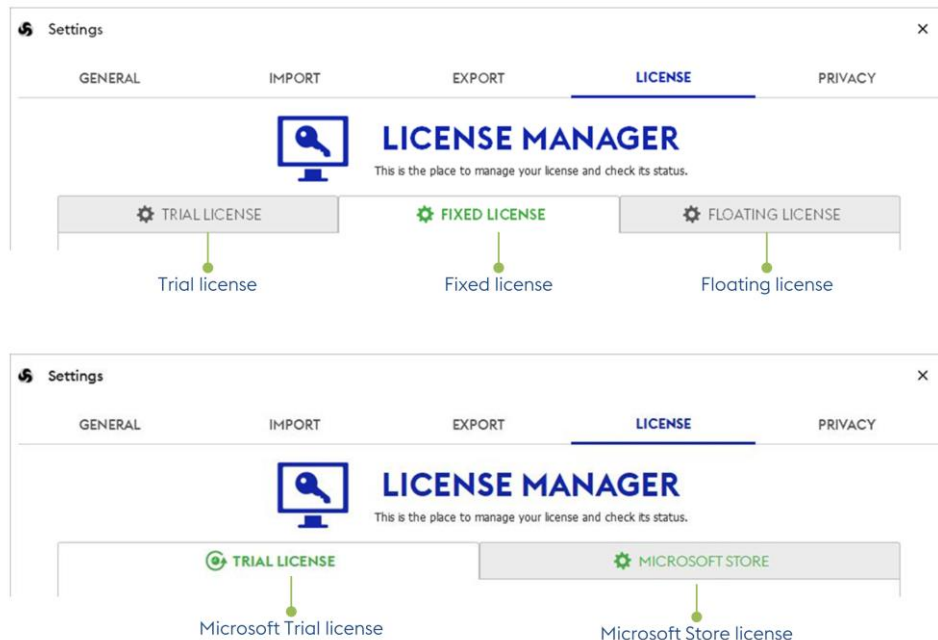 Settings
GENERAL IMPORT EXPORT LICENSE PRIVACY
LICENSE MANAGER
This is the place to manage your license and check its status.
TRIAL LICENSE FIXED LICENSE FLOATING LICENSE
Trial license Fixed license Floating license
Settings
GENERAL IMPORT EXPORT LICENSE PRIVACY
LICENSE MANAGER
This is the place to manage your license and check its status.
TRIAL LICENSE MICROSOFT STORE
Microsoft Trial license Microsoft Store license